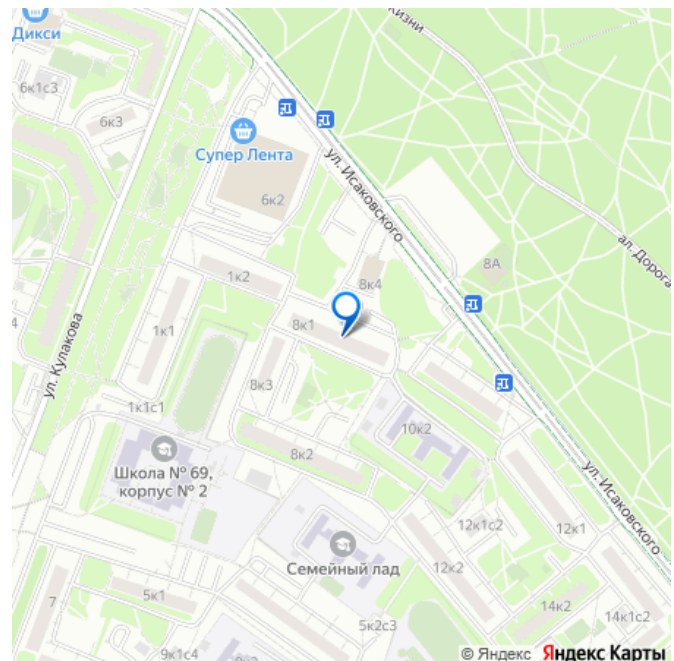 Дикси
жизни
6к1с3
6к3
Супер Лента
6к2
ул. Исаковского
ал. Дорога
8А
1к2
8к4
8к1
1к1
ул. Кулакова
4
8к3
1к1с1
10к2
8к2
Школа № 69,
корпус № 2
ул. Исаковского
12к1с2
12к1
Семейный лад
12к2
7
5к1
14к2
5к2с3
14к1с2
9к1с4
© Яндекс Яндекс Карты